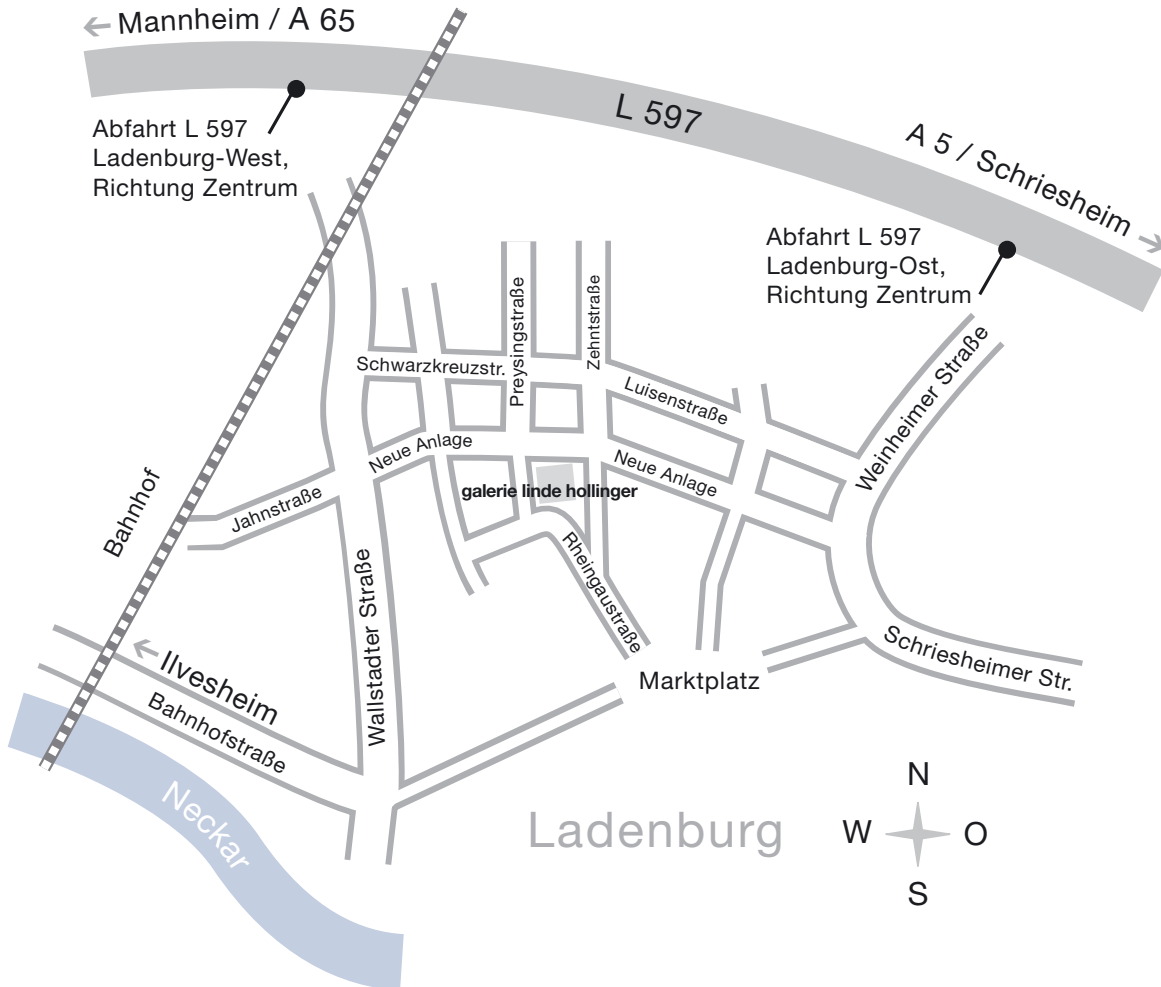 ← Mannheim / A 65
L 597
Abfahrt L 597
Ladenburg-West,
Richtung Zentrum
A 5 / Schriesheim →
Abfahrt L 597
Ladenburg-Ost,
Richtung Zentrum
Preysingstraße
Zehntstraße
Schwarzkreuzstr.
Luisenstraße
Weinheimer Straße
Neue Anlage
Neue Anlage
galerie linde hollinger
Jahnstraße
Bahnhof
Rheingaustraße
Wallstadter Straße
← Ilvesheim
Bahnhofstraße
Marktplatz
Schriesheimer Str.
Neckar
Ladenburg
N
W
O
S